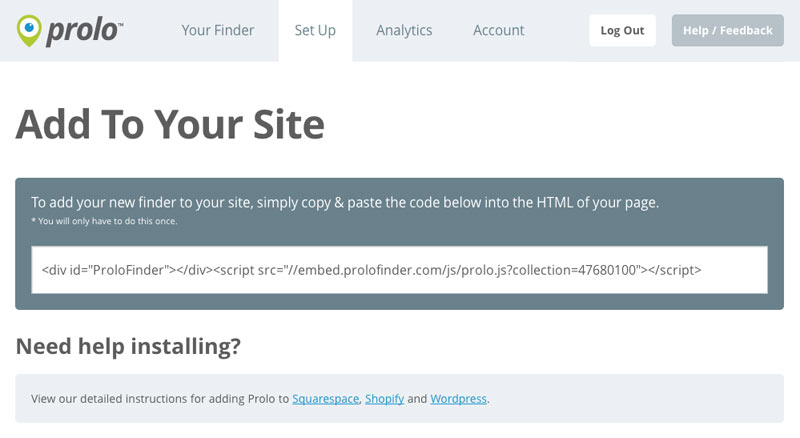 prolo™
Your Finder
Set Up
Analytics
Account
Log Out
Help / Feedback
Add To Your Site
To add your new finder to your site, simply copy & paste the code below into the HTML of your page.
* You will only have to do this once.
<div id="ProloFinder"></div><script src="//embed.prolofinder.com/js/prolo.js?collection=47680100"></script>
Need help installing?
View our detailed instructions for adding Prolo to Squarespace, Shopify and Wordpress.